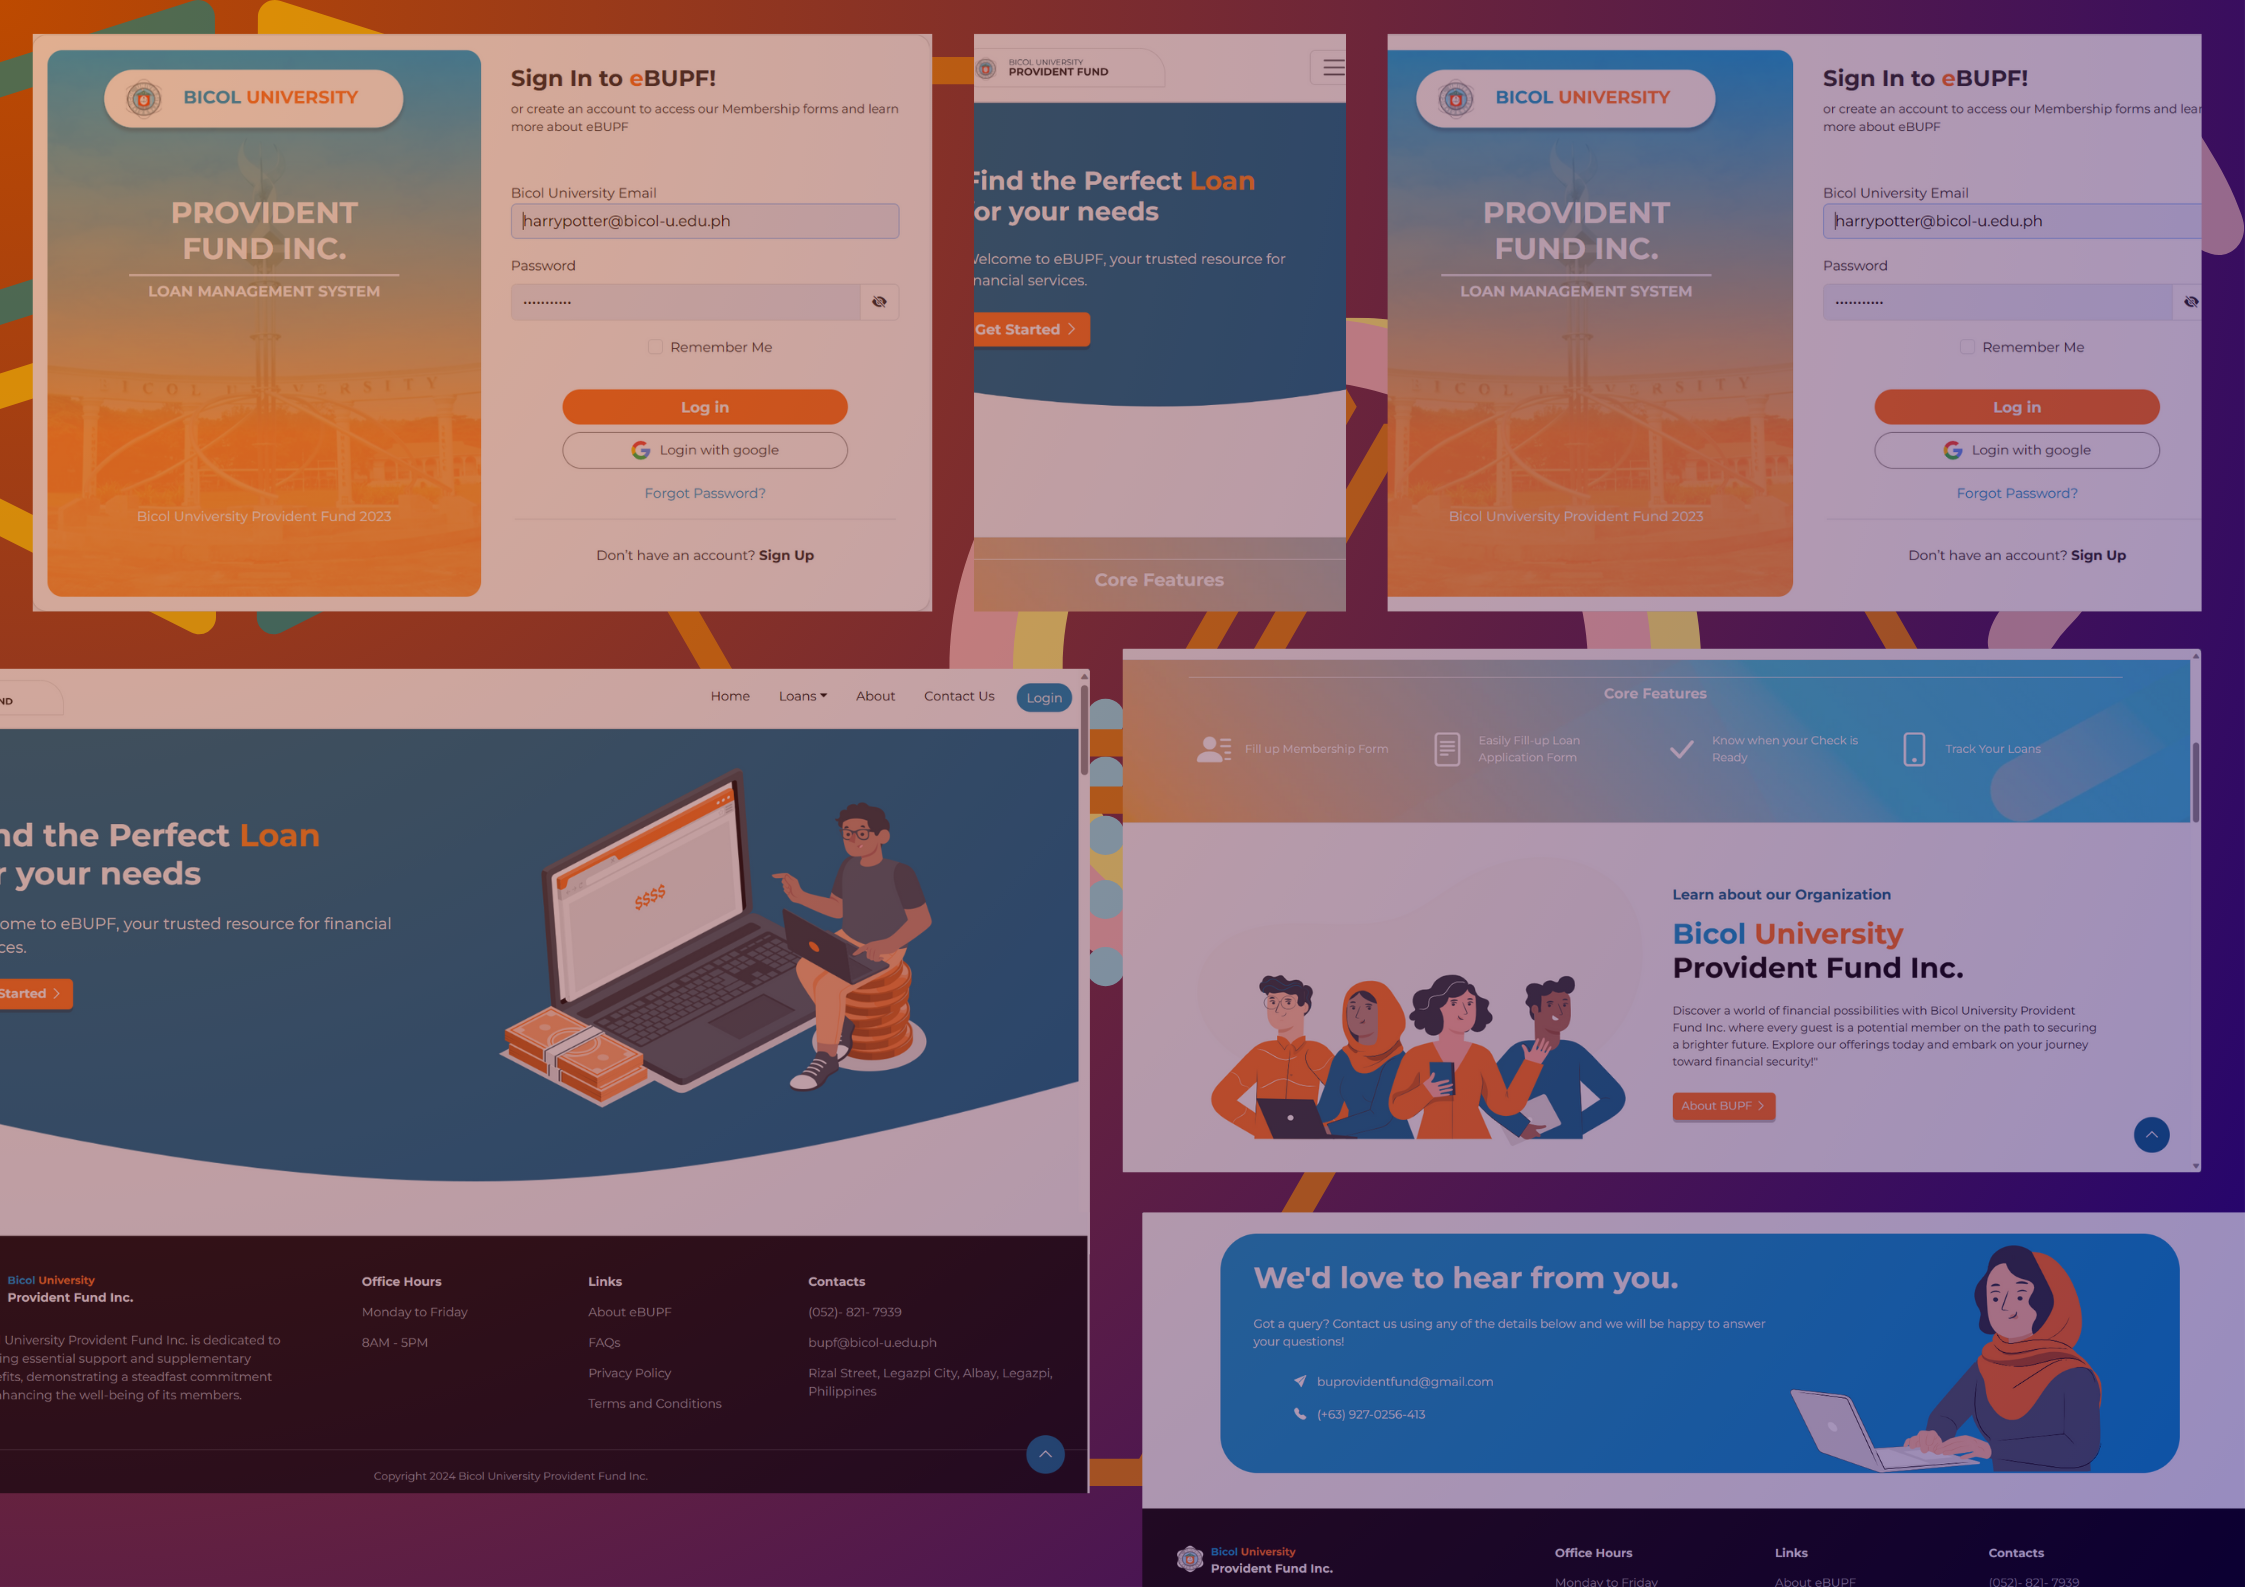 BICOL UNIVERSITY
PROVIDENT
FUND INC.
LOAN MANAGEMENT SYSTEM
BICOL UNIVERSITY
Bicol Unviversity Provident Fund 2023
Sign In to eBUPF!
or create an account to access our Membership forms and learn
more about eBUPF
Bicol University Email
harrypotter@bicol-u.edu.ph
Password
Remember Me
Log in
Login with google
Forgot Password?
Don't have an account? Sign Up
BICOL UNIVERSITY
PROVIDENT FUND
Find the Perfect Loan
for your needs
Welcome to eBUPF, your trusted resource for
financial services.
Get Started
Core Features
BICOL UNIVERSITY
PROVIDENT
FUND INC.
LOAN MANAGEMENT SYSTEM
BICOL UNIVERSITY
Bicol Unviversity Provident Fund 2023
Sign In to eBUPF!
or create an account to access our Membership forms and lear
more about eBUPF
Bicol University Email
harrypotter@bicol-u.edu.ph
Password
Remember Me
Log in
Login with google
Forgot Password?
Don't have an account? Sign Up
ND
Home Loans About Contact Us Login
nd the Perfect Loan
r your needs
ome to eBUPF, your trusted resource for financial
ces.
Started
$$$$
Bicol University
Provident Fund Inc.
University Provident Fund Inc. is dedicated to
ing essential support and supplementary
efits, demonstrating a steadfast commitment
nhancing the well-being of its members.
Office Hours
Monday to Friday
8AM - 5PM
Links
About eBUPF
FAQs
Privacy Policy
Terms and Conditions
Contacts
(052)- 821- 7939
bupf@bicol-u.edu.ph
Rizal Street, Legazpi City, Albay, Legazpi,
Philippines
Copyright 2024 Bicol University Provident Fund Inc.
Core Features
Fill up Membership Form
Easily Fill-up Loan
Application Form
Know when your Check is
Ready
Track Your Loans
Learn about our Organization
Bicol University
Provident Fund Inc.
Discover a world of financial possibilities with Bicol University Provident
Fund Inc. where every guest is a potential member on the path to securing
a brighter future. Explore our offerings today and embark on your journey
toward financial security!"
About BUPF
We'd love to hear from you.
Got a query? Contact us using any of the details below and we will be happy to answer
your questions!
buprovidentfund@gmail.com
(+63) 927-0256-413
Bicol University
Provident Fund Inc.
Office Hours
Monday to Friday
Links
About eBUPF
Contacts
(052)- 821- 7939